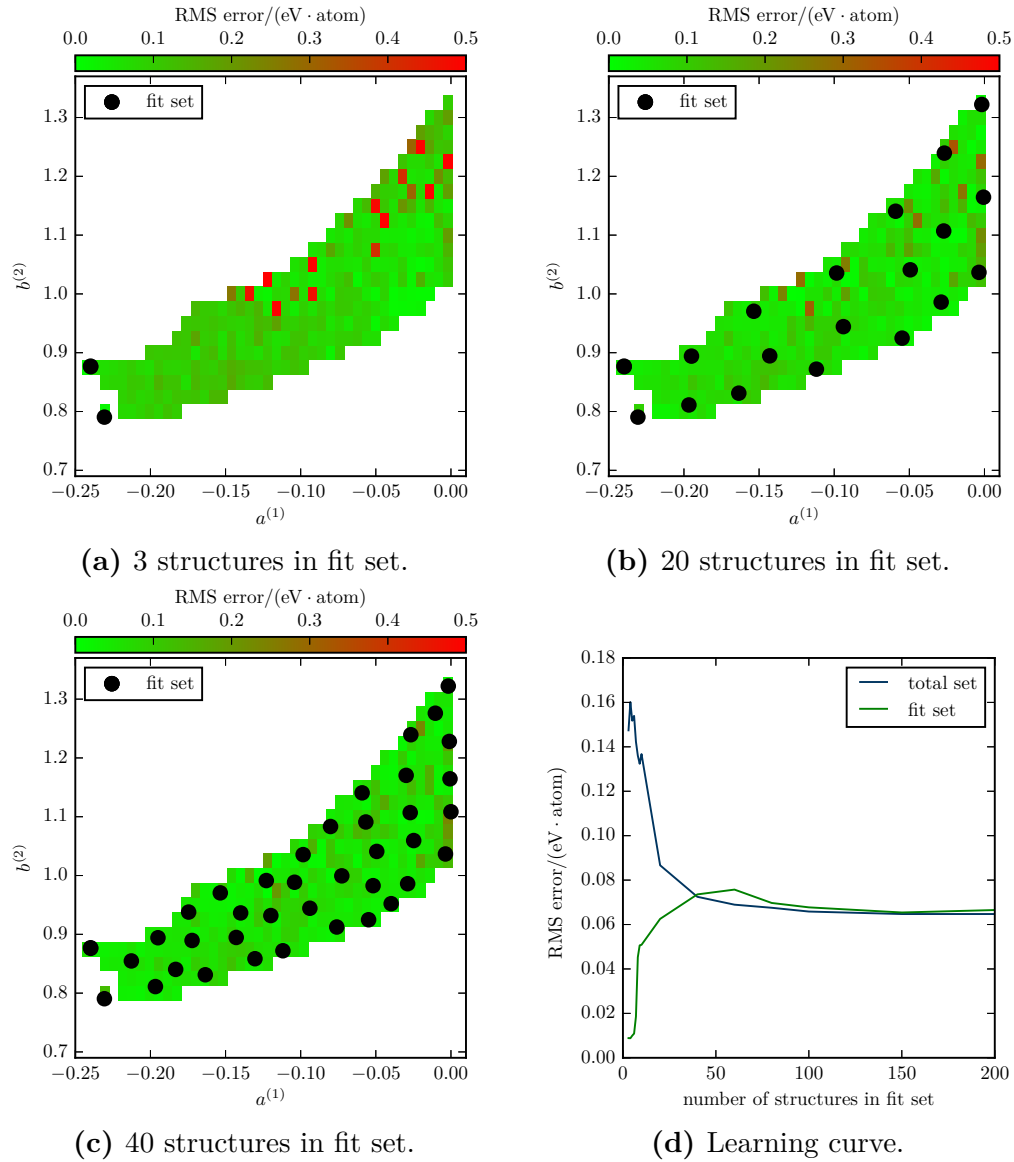 RMS error/(eV · atom)
0.0 0.1 0.2 0.3 0.4 0.5
fit set
1.3
1.2
1.1
1.0
0.9
0.8
0.7
b(2)
−0.25 −0.20 −0.15 −0.10 −0.05 0.00
a(1)
(a) 3 structures in fit set.
RMS error/(eV · atom)
0.0 0.1 0.2 0.3 0.4 0.5
fit set
1.3
1.2
1.1
1.0
0.9
0.8
0.7
b(2)
−0.25 −0.20 −0.15 −0.10 −0.05 0.00
a(1)
(b) 20 structures in fit set.
RMS error/(eV · atom)
0.0 0.1 0.2 0.3 0.4 0.5
fit set
1.3
1.2
1.1
1.0
0.9
0.8
0.7
b(2)
−0.25 −0.20 −0.15 −0.10 −0.05 0.00
a(1)
(c) 40 structures in fit set.
0.18
0.16
0.14
0.12
0.10
0.08
0.06
0.04
0.02
0.00
RMS error/(eV · atom)
total set
fit set
0 50 100 150 200
number of structures in fit set
(d) Learning curve.